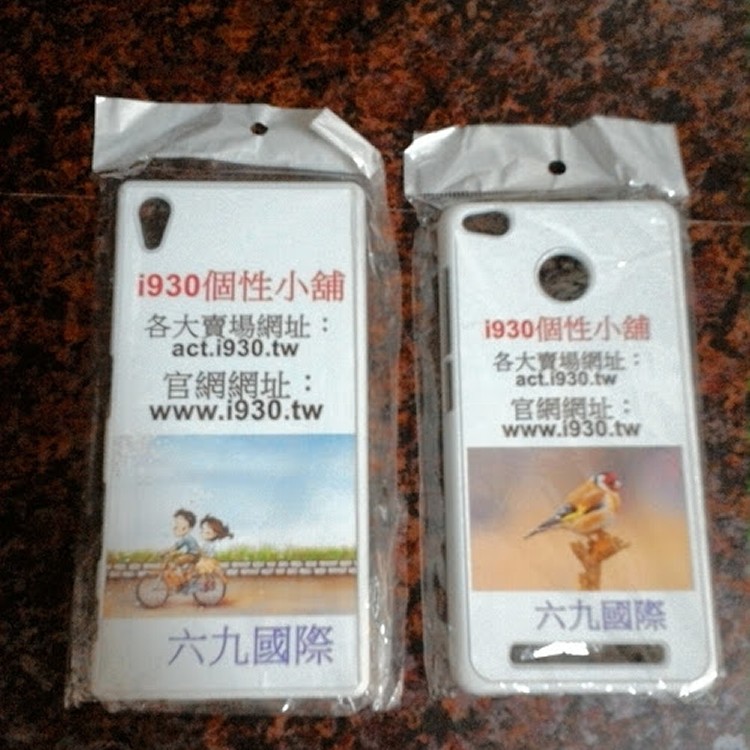 i930個性小舖
各大賣場網址：
act.i930.tw
官網網址：
www.i930.tw
六九國際
i930個性小舖
各大賣場網址：
act.i930.tw
官網網址：
www.i930.tw
六九國際